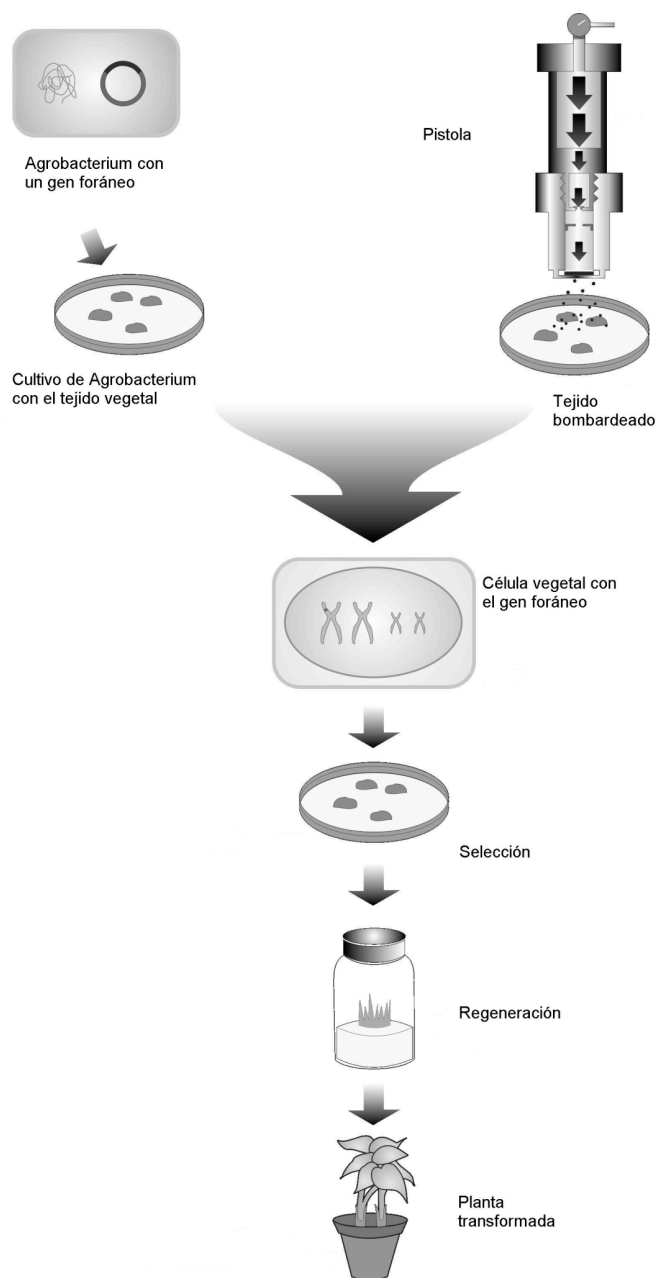 Agrobacterium con
un gen foráneo
Pistola
Cultivo de Agrobacterium
con el tejido vegetal
Tejido
bombardeado
Célula vegetal con
el gen foráneo
Selección
Regeneración
Planta
transformada